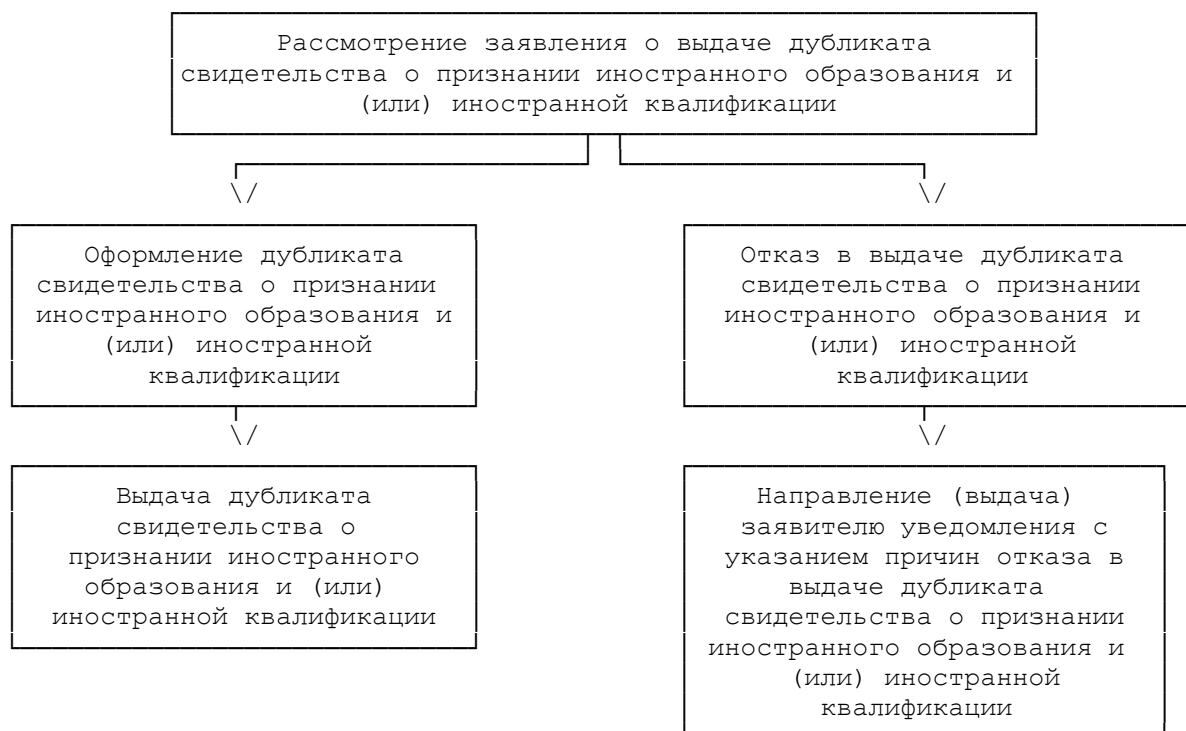 Рассмотрение заявления о выдаче дубликата
свидетельства о признании иностранного образования и
(или) иностранной квалификации
\/
\/
Оформление дубликата
свидетельства о признании
иностранного образования и
(или) иностранной
квалификации
Отказ в выдаче дубликата
свидетельства о признании
иностранного образования и
(или) иностранной
квалификации
\/
\/
Выдача дубликата
свидетельства о
признании иностранного
образования и (или)
иностранной квалификации
Направление (выдача)
заявителю уведомления с
указанием причин отказа в
выдаче дубликата
свидетельства о признании
иностранного образования и
(или) иностранной
квалификации